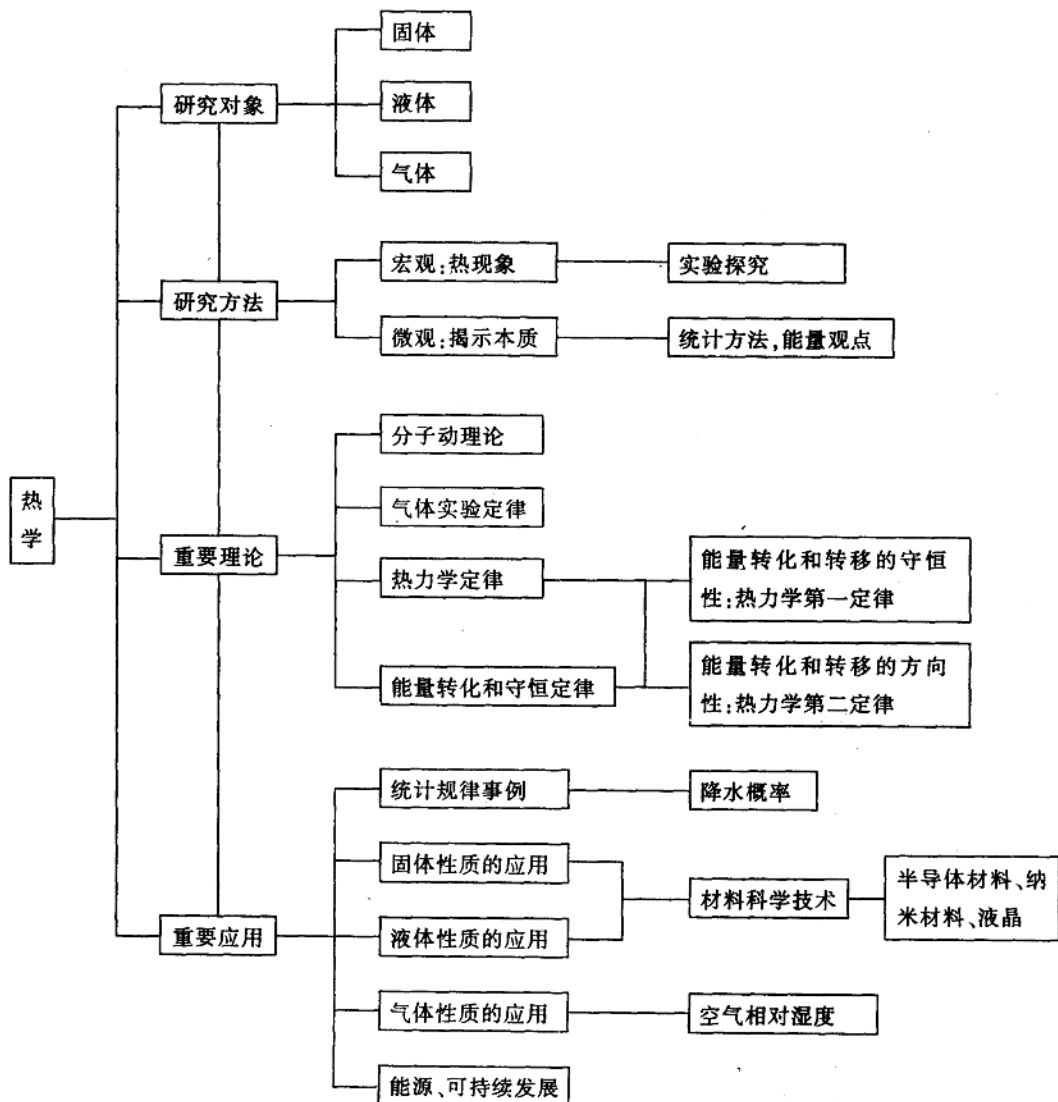 固体
研究对象
液体
气体
宏观:热现象
实验探究
研究方法
微观:揭示本质
统计方法,能量观点
分子动理论
热
学
气体实验定律
重要理论
热力学定律
能量转化和转移的守恒
性:热力学第一定律
能量转化和守恒定律
能量转化和转移的方向
性:热力学第二定律
统计规律事例
降水概率
固体性质的应用
材料科学技术
半导体材料、纳
米材料、液晶
重要应用
液体性质的应用
气体性质的应用
空气相对湿度
能源、可持续发展